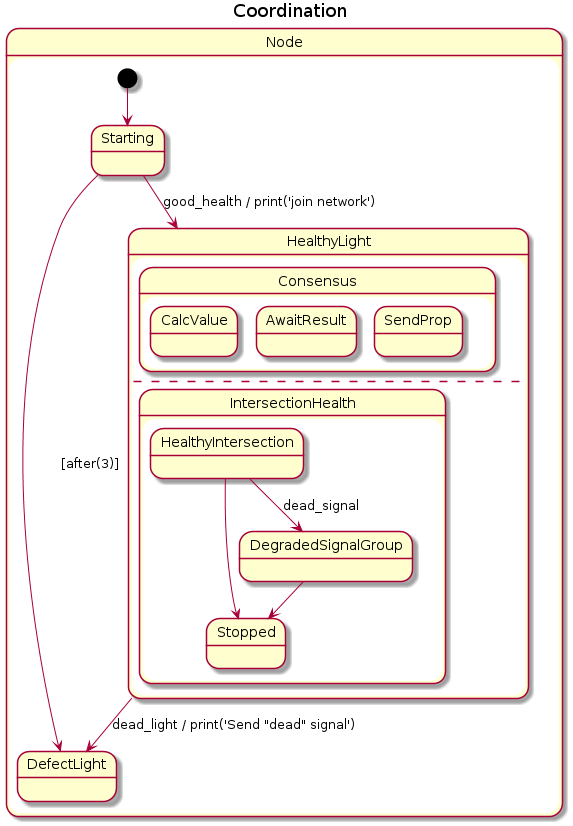 Coordination
Node
Starting
good_health / print('join network')
HealthyLight
Consensus
CalcValue
AwaitResult
SendProp
IntersectionHealth
HealthyIntersection
[after(3)]
dead_signal
DegradedSignalGroup
Stopped
dead_light / print('Send "dead" signal')
DefectLight